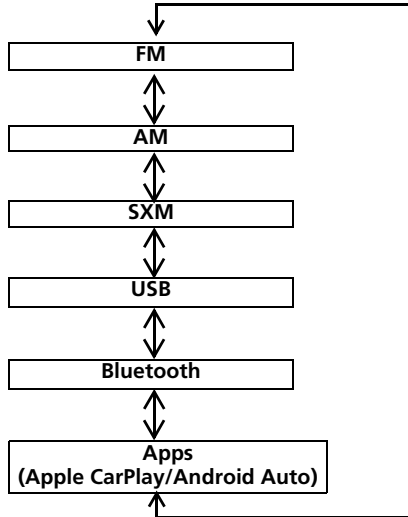 FM
AM
SXM
USB
Bluetooth
Apps
(Apple CarPlay/Android Auto)